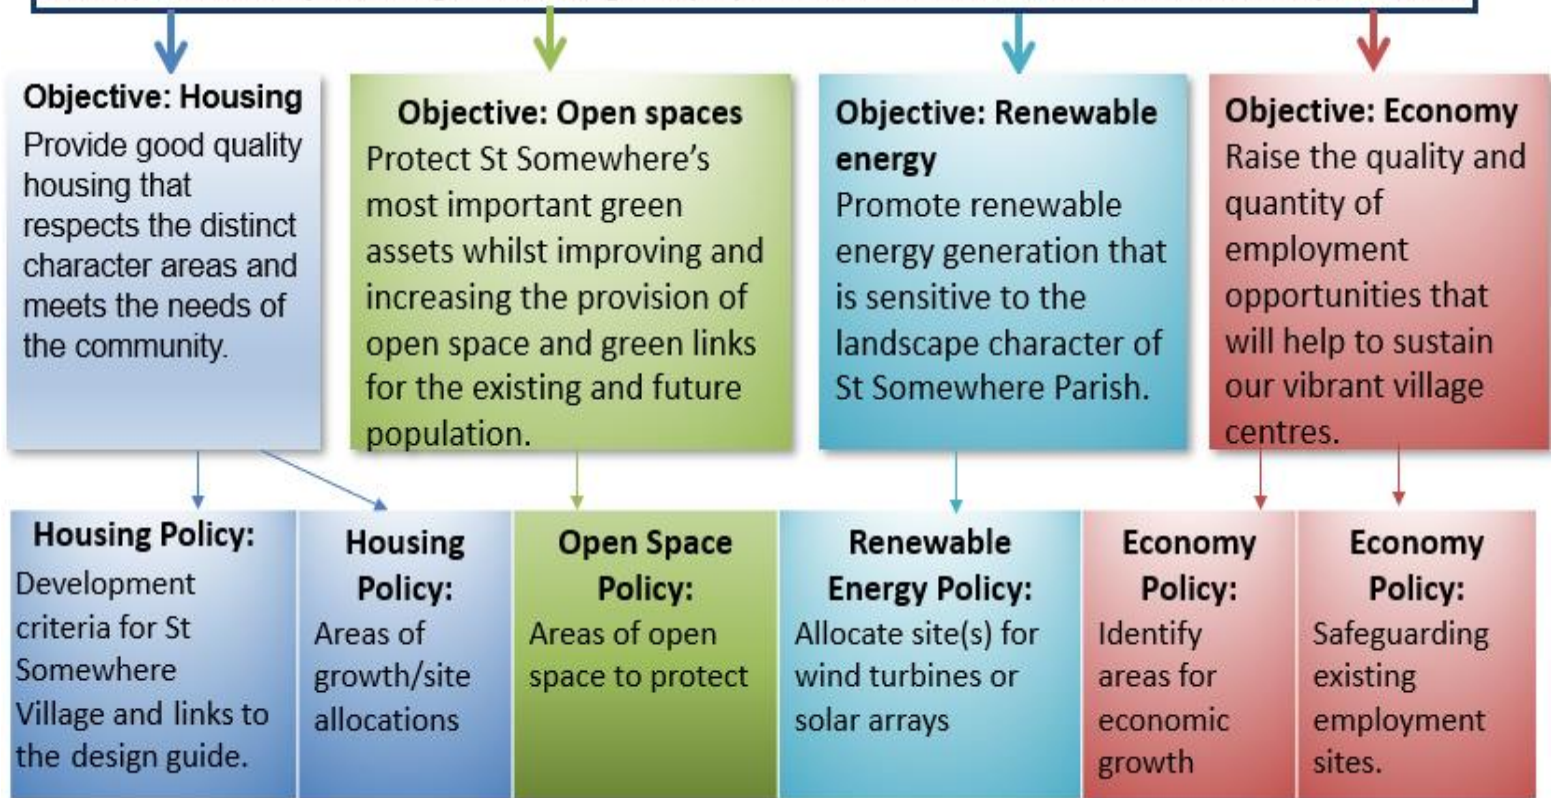 Objective: Housing
Provide good quality
housing that
respects the distinct
character areas and
meets the needs of
the community.
Objective: Open spaces
Protect St Somewhere's
most important green
assets whilst improving and
increasing the provision of
open space and green links
for the existing and future
population.
Objective: Renewable
energy
Promote renewable
energy generation that
is sensitive to the
landscape character of
St Somewhere Parish.
Objective: Economy
Raise the quality and
quantity of
employment
opportunities that
will help to sustain
our vibrant village
centres.
Housing Policy:
Development
criteria for St
Somewhere
Village and links to
the design guide.
Housing
Policy:
Areas of
growth/site
allocations
Open Space
Policy:
Areas of open
space to protect
Renewable
Energy Policy:
Allocate site(s) for
wind turbines or
solar arrays
Economy
Policy:
Identify
areas for
economic
growth
Economy
Policy:
Safeguarding
existing
employment
sites.